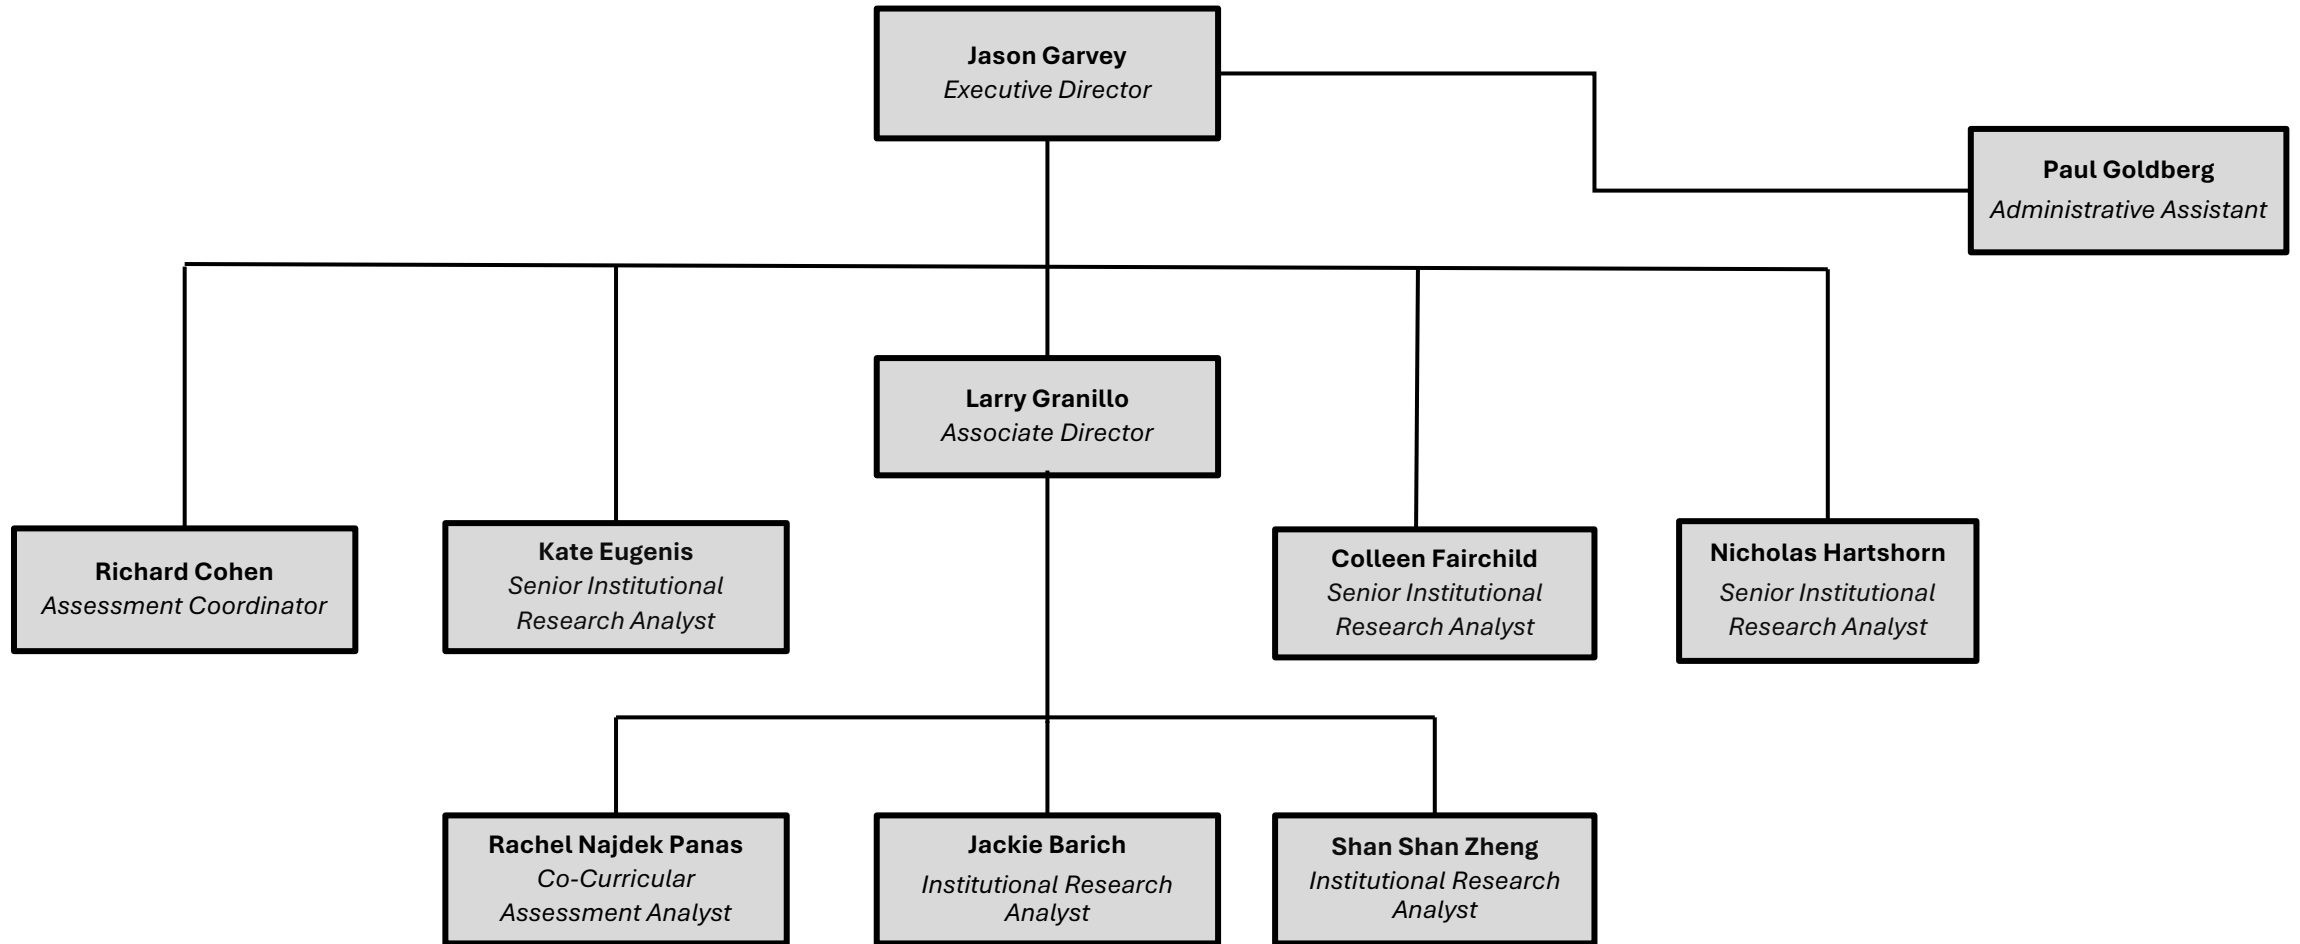 Jason Garvey
Executive Director
Paul Goldberg
Administrative Assistant
Larry Granillo
Associate Director
Richard Cohen
Assessment Coordinator
Kate Eugenis
Senior Institutional
Research Analyst
Colleen Fairchild
Senior Institutional
Research Analyst
Nicholas Hartshorn
Senior Institutional
Research Analyst
Rachel Najdek Panas
Co-Curricular
Assessment Analyst
Jackie Barich
Institutional Research
Analyst
Shan Shan Zheng
Institutional Research
Analyst